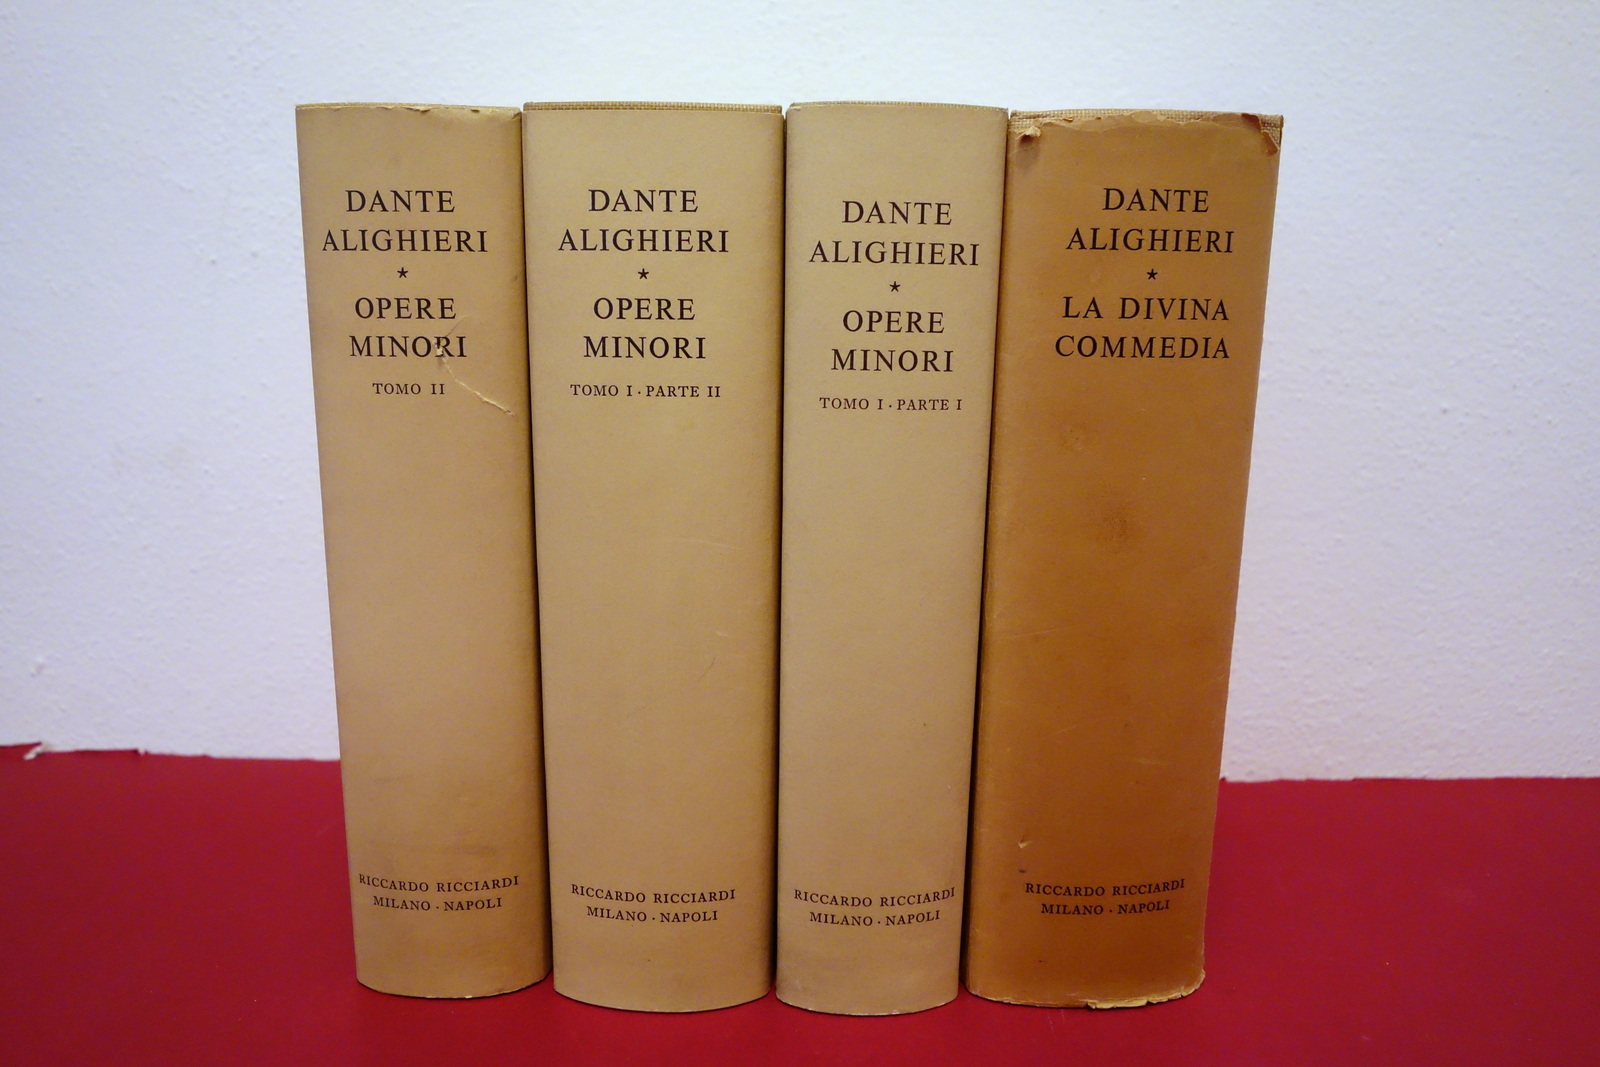 DANTE
ALIGHIERI
★
OPERE
MINORI
TOMO II
RICCARDO RICCIARDI
MILANO · NAPOLI
DANTE
ALIGHIERI
★
OPERE
MINORI
TOMO I · PARTE II
RICCARDO RICCIARDI
MILANO · NAPOLI
DANTE
ALIGHIERI
★
OPERE
MINORI
TOMO I · PARTE I
RICCARDO RICCIARDI
MILANO · NAPOLI
DANTE
ALIGHIERI
★
LA DIVINA
COMMEDIA
RICCARDO RICCIARDI
MILANO · NAPOLI